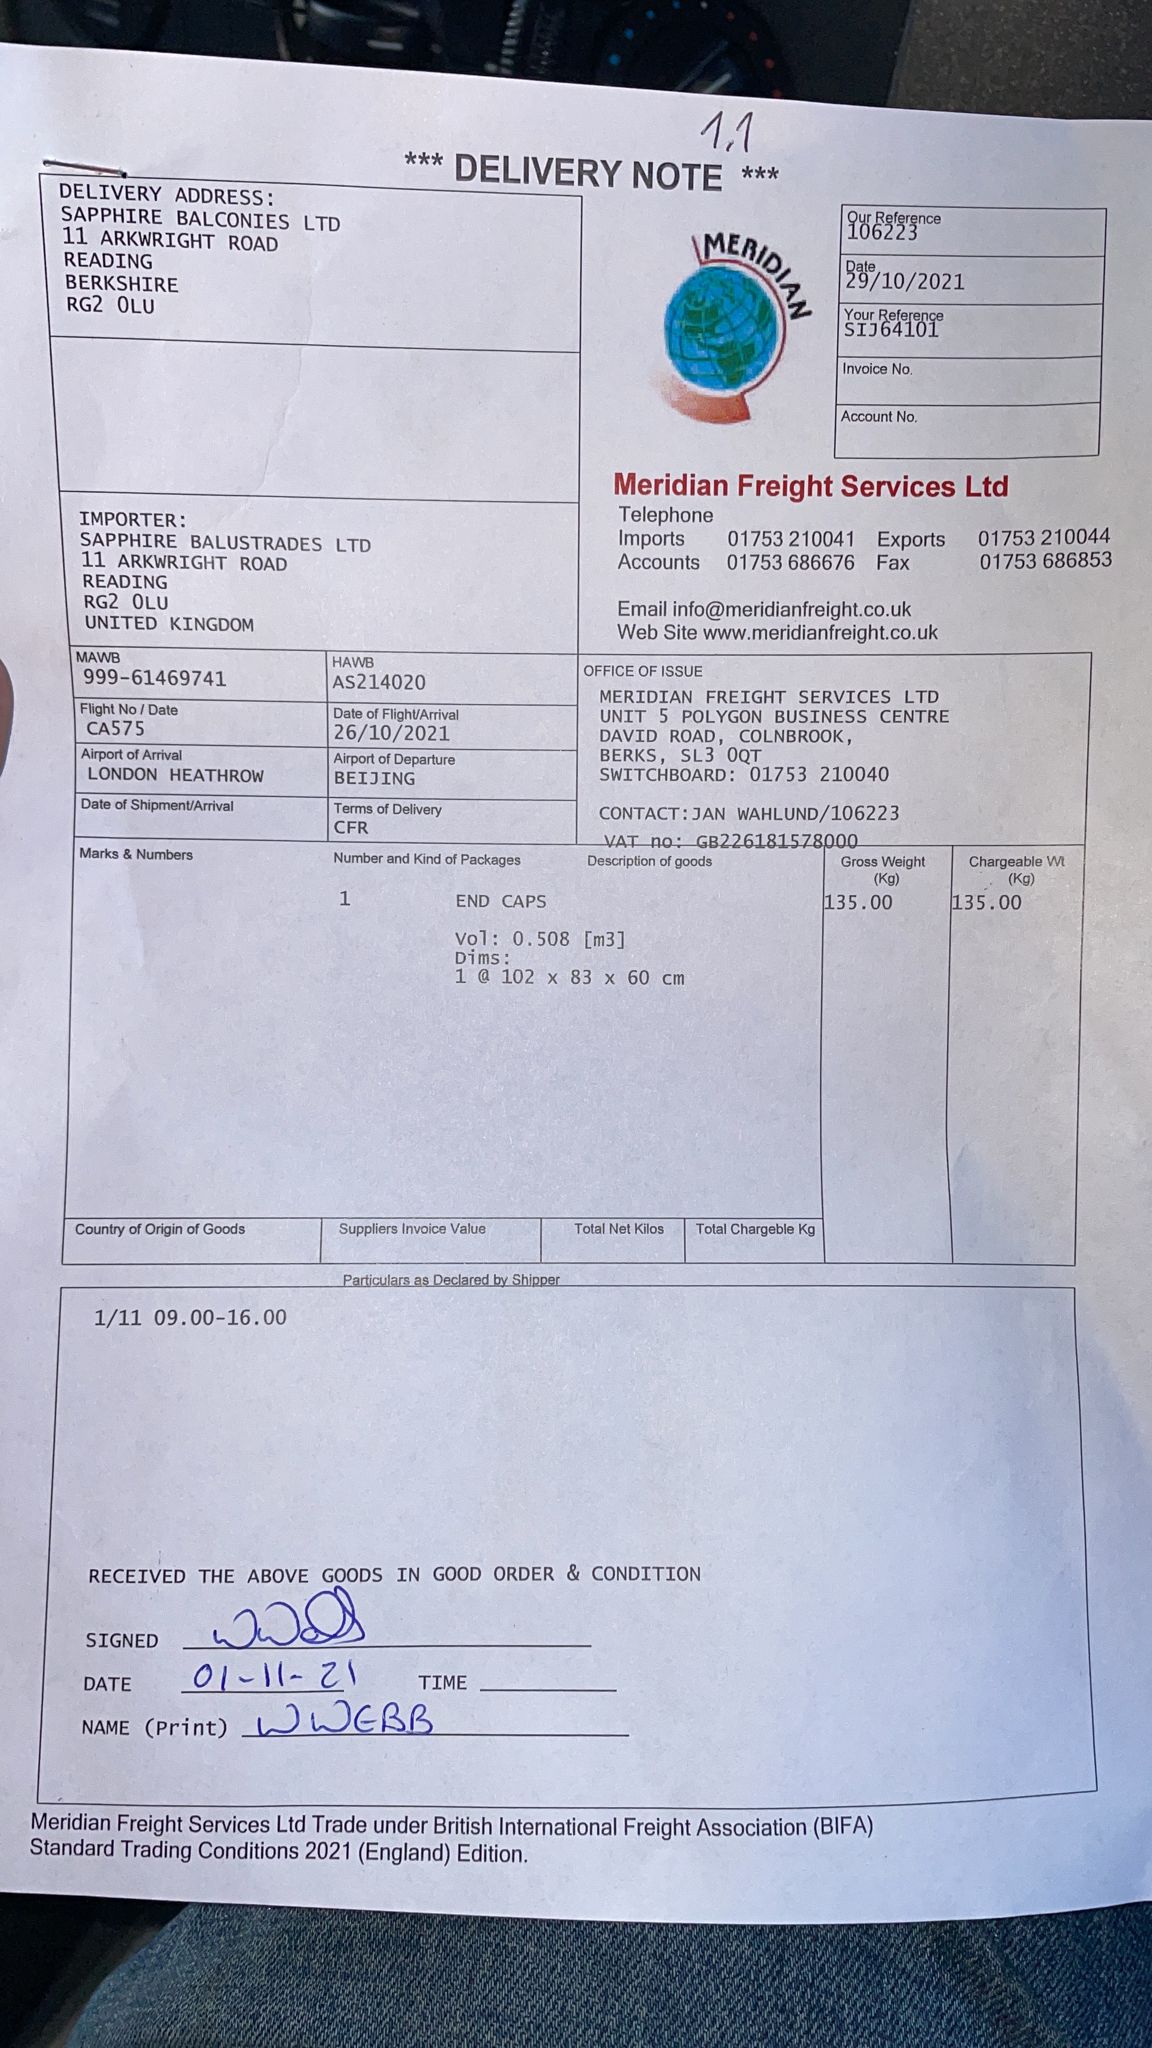 1.1
*** DELIVERY NOTE ***
DELIVERY ADDRESS:
SAPPHIRE BALCONIES LTD
11 ARKWRIGHT ROAD
READING
BERKSHIRE
RG2 0LU
MERIDIAN
Our Reference
106223
Date
29/10/2021
Your Reference
SIJ64101
Invoice No.
Account No.
Meridian Freight Services Ltd
Telephone
Imports 01753 210041 Exports 01753 210044
Accounts 01753 686676 Fax 01753 686853
Email info@meridianfreight.co.uk
Web Site www.meridianfreight.co.uk
IMPORTER:
SAPPHIRE BALUSTRADES LTD
11 ARKWRIGHT ROAD
READING
RG2 0LU
UNITED KINGDOM
MAWB
999-61469741
HAWB
AS214020
Flight No / Date
CA575
Date of Flight/Arrival
26/10/2021
Airport of Arrival
LONDON HEATHROW
Airport of Departure
BEIJING
Date of Shipment/Arrival
Terms of Delivery
CFR
OFFICE OF ISSUE
MERIDIAN FREIGHT SERVICES LTD
UNIT 5 POLYGON BUSINESS CENTRE
DAVID ROAD, COLNBROOK,
BERKS, SL3 0QT
SWITCHBOARD: 01753 210040
CONTACT:JAN WAHLUND/106223
VAT no: GB226181578000
Marks & Numbers Number and Kind of Packages Description of goods Gross Weight (Kg) Chargeable Wt (Kg)
1 END CAPS 135.00 135.00
Vol: 0.508 [m3]
Dims:
1 @ 102 x 83 x 60 cm
Country of Origin of Goods Suppliers Invoice Value Total Net Kilos Total Chargeble Kg
Particulars as Declared by Shipper
1/11 09.00-16.00
RECEIVED THE ABOVE GOODS IN GOOD ORDER & CONDITION
SIGNED
DATE 01-11-21 TIME
NAME (Print) W WEBB
Meridian Freight Services Ltd Trade under British International Freight Association (BIFA)
Standard Trading Conditions 2021 (England) Edition.